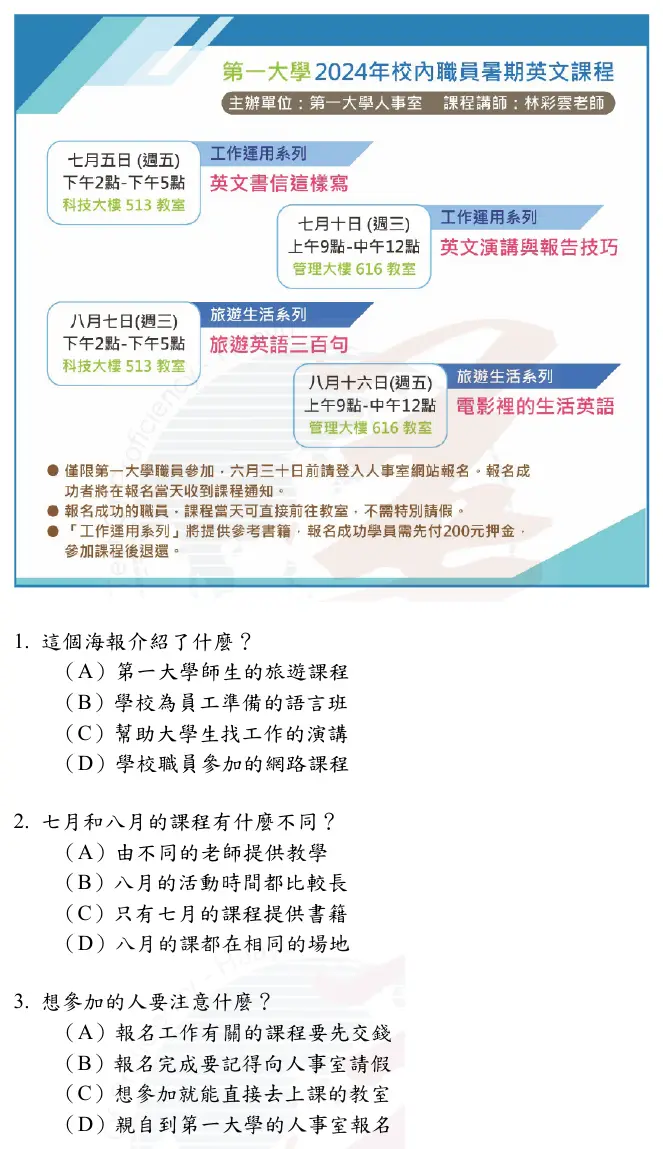 第一大學 2024年校內職員暑期英文課程
主辦單位：第一大學人事室 課程講師：林彩雲老師
七月五日 (週五)
下午2點-下午5點
科技大樓 513 教室
工作運用系列
英文書信這樣寫
七月十日 (週三)
上午9點-中午12點
管理大樓 616 教室
工作運用系列
英文演講與報告技巧
八月七日(週三)
下午2點-下午5點
科技大樓 513 教室
旅遊生活系列
旅遊英語三百句
八月十六日(週五)
上午9點-中午12點
管理大樓 616 教室
旅遊生活系列
電影裡的生活英語
● 僅限第一大學職員參加，六月三十日前請登入人事室網站報名。報名成
功者將在報名當天收到課程通知。
● 報名成功的職員，課程當天可直接前往教室，不需特別請假。
● 「工作運用系列」將提供參考書籍，報名成功學員需先付200元押金，
參加課程後退還。
1. 這個海報介紹了什麼？
（A）第一大學師生的旅遊課程
（B）學校為員工準備的語言班
（C）幫助大學生找工作的演講
（D）學校職員參加的網路課程
2. 七月和八月的課程有什麼不同？
（A）由不同的老師提供教學
（B）八月的活動時間都比較長
（C）只有七月的課程提供書籍
（D）八月的課都在相同的場地
3. 想參加的人要注意什麼？
（A）報名工作有關的課程要先交錢
（B）報名完成要記得向人事室請假
（C）想參加就能直接去上課的教室
（D）親自到第一大學的人事室報名